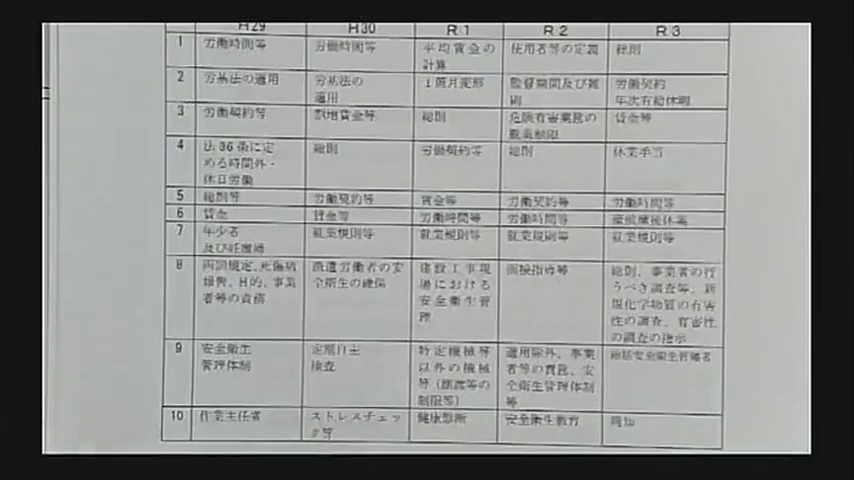 H29 H30 R1 R2 R3
1 労働時間等 労働時間等 平均賃金の 使用者等の定義 総則
計算
2 労基法の適用 労基法の 1箇月変形 監督機関及び雑 労働契約
適用 則 年次有給休暇
3 労働契約等 割増賃金等 総則 危険有害業務の 賃金等
就業制限
4 法36条に定 総則 労働契約等 総則 休業手当
める時間外・
休日労働
5 総則等 労働契約等 賃金等 労働契約等 労働時間等
6 賃金 賃金等 労働時間等 労働時間等 産前産後休業
7 年少者 就業規則等 就業規則等 就業規則等 就業規則等
及び妊産婦
8 両罰規定、死傷病 派遣労働者の安 建設工事現 面接指導等 総則、事業者の行
報告、目的、事業 全衛生の確保 場における うべき調査等、新
者等の責務 安全衛生管 規化学物質の有害
理 性の調査、有害性
の調査の指示
9 安全衛生 定期自主 特定機械等 適用除外、事業 総括安全衛生管理者
管理体制 検査 以外の機械 者等の責務、安
等（譲渡等の 全衛生管理体制
制限等） 等
10 作業主任者 ストレスチェッ 健康診断 安全衛生教育 周知
ク等